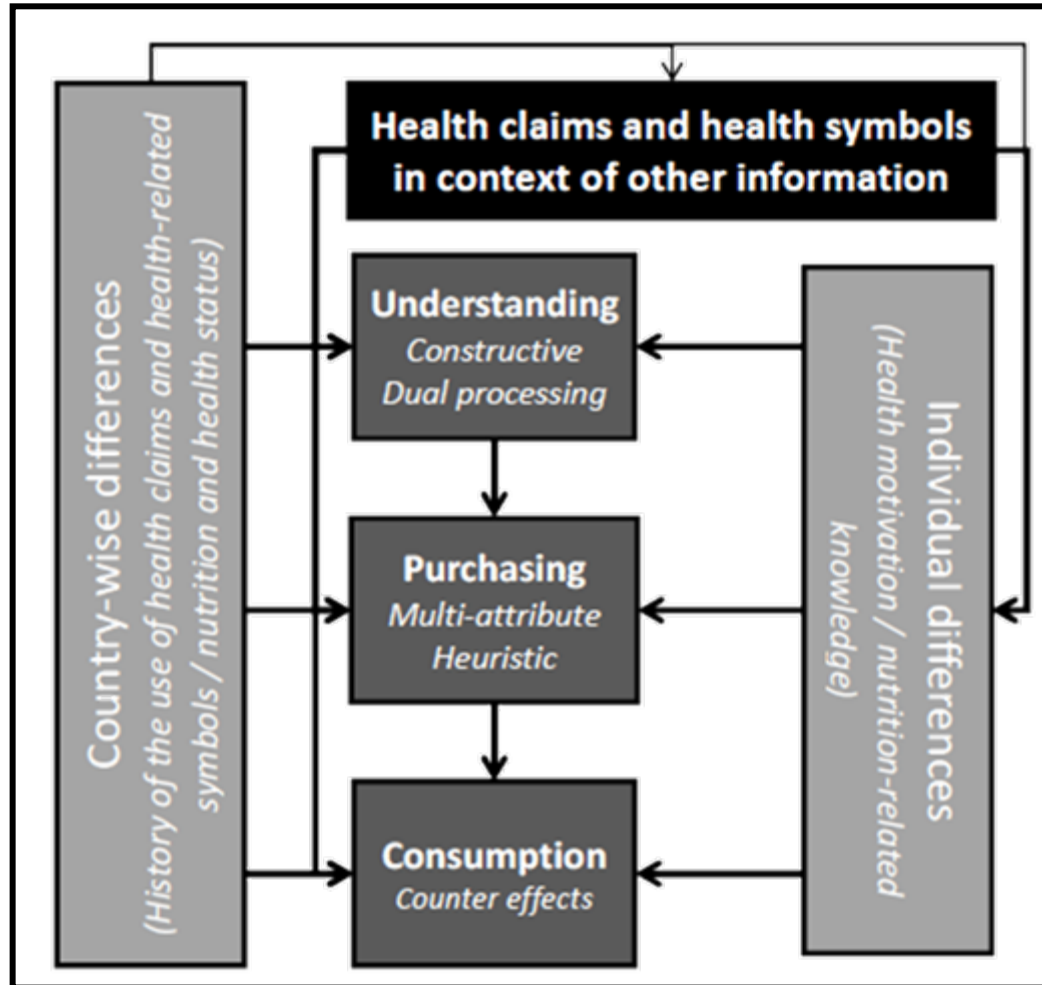 Health claims and health symbols
in context of other information
Country-wise differences
(History of the use of health claims and health-related
symbols / nutrition and health status)
Understanding
Constructive
Dual processing
Purchasing
Multi-attribute
Heuristic
Consumption
Counter effects
Individual differences
(Health motivation / nutrition-related
knowledge)